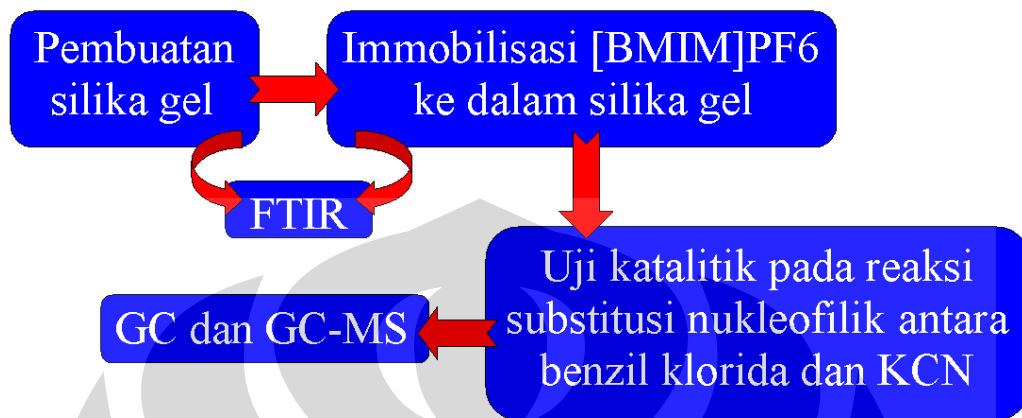 Pembuatan
silika gel
Immobilisasi [BMIM]PF6
ke dalam silika gel
FTIR
Uji katalitik pada reaksi
substitusi nukleofilik antara
benzil klorida dan KCN
GC dan GC-MS